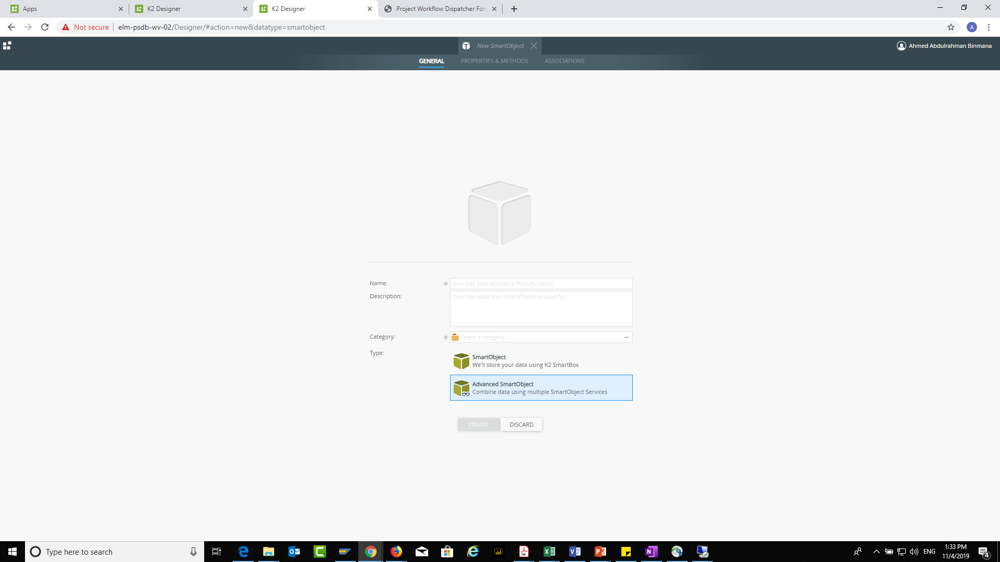 Apps
K2 Designer
K2 Designer
Project Workflow Dispatcher For
Not secure
elm-psdb-wv-02/Designer/#action=new&datatype=smartobject
A
New SmartObject
Ahmed Abdulrahman Binmana
GENERAL
PROPERTIES & METHODS
ASSOCIATIONS
Name:
* Give this SmartObject a friendly name
Description:
Describe what this SmartObject is used for
Category:
* Select a category ...
Type:
SmartObject
We'll store your data using K2 SmartBox
Advanced SmartObject
Combine data using multiple SmartObject Services
CREATE
DISCARD
Type here to search
ENG
1:33 PM
11/4/2019
4